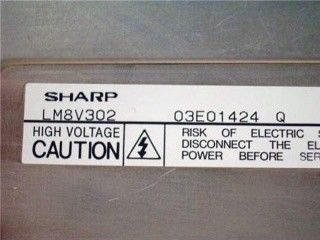 SHARP
LM8V302 03E01424 Q
HIGH VOLTAGE
CAUTION
RISK OF ELECTRIC
DISCONNECT THE
POWER BEFORE